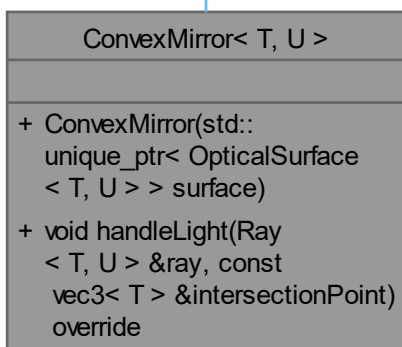 ConvexMirror< T, U >
+ ConvexMirror(std::
unique_ptr< OpticalSurface
< T, U > > surface)
+ void handleLight(Ray
< T, U > &ray, const
vec3< T > &intersectionPoint)
override